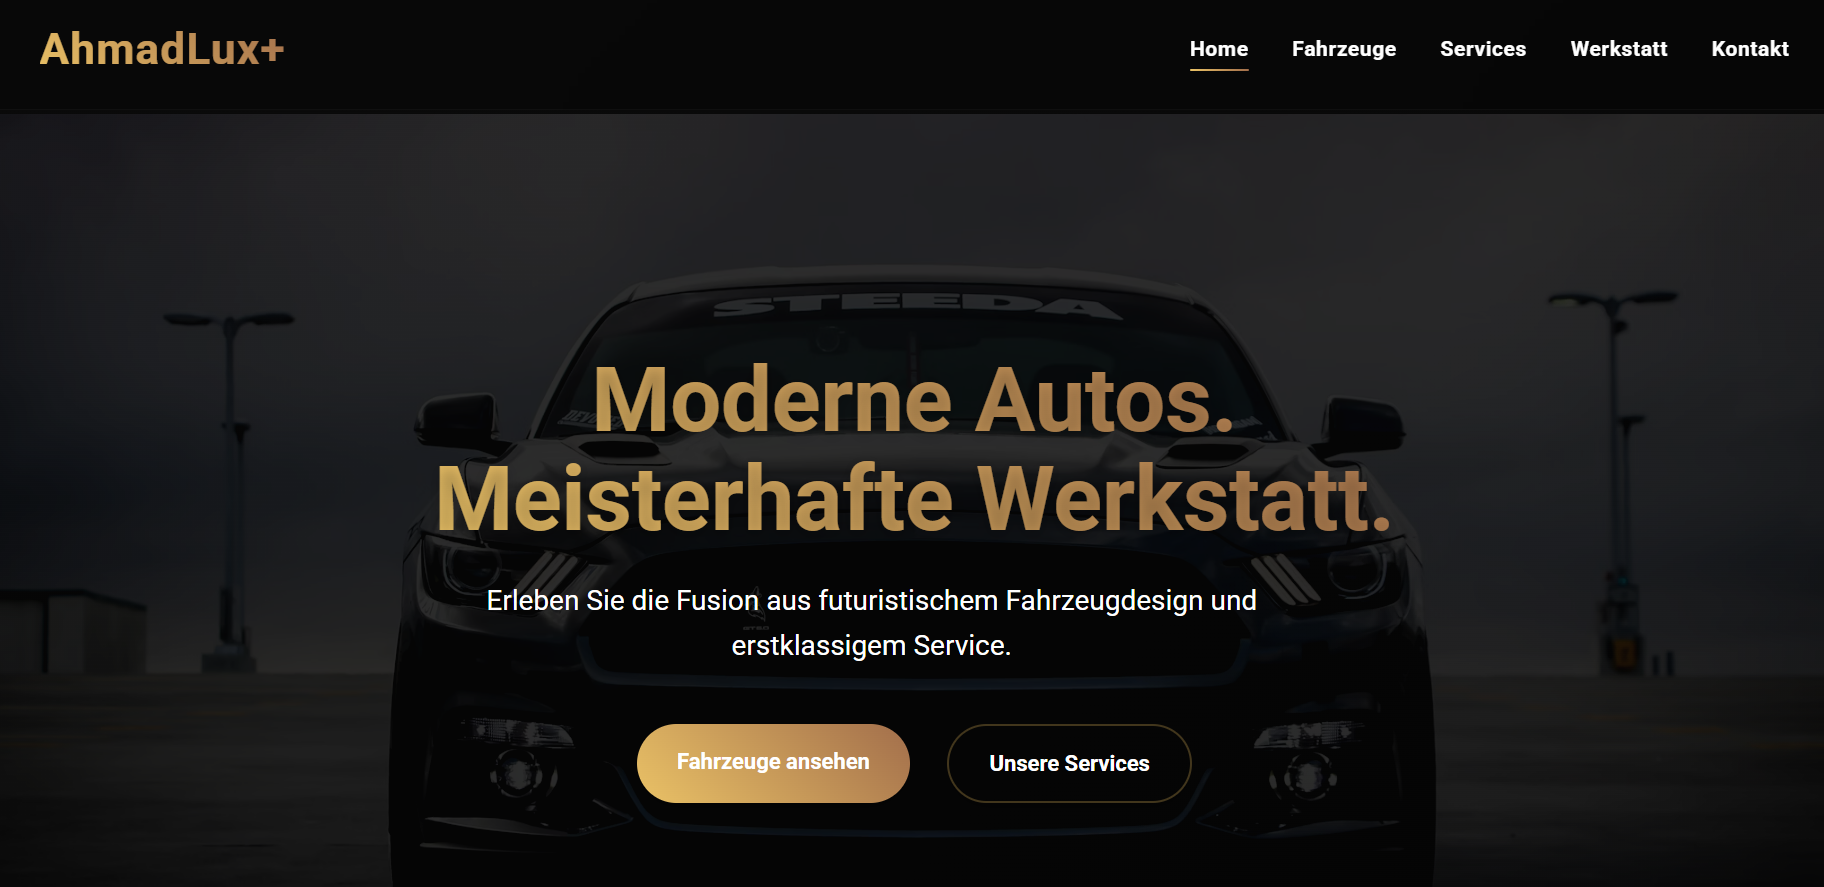 AhmadLux+
Home Fahrzeuge Services Werkstatt Kontakt
STEEDA
Moderne Autos.
Meisterhafte Werkstatt.
Erleben Sie die Fusion aus futuristischem Fahrzeugdesign und
erstklassigem Service.
Fahrzeuge ansehen
Unsere Services